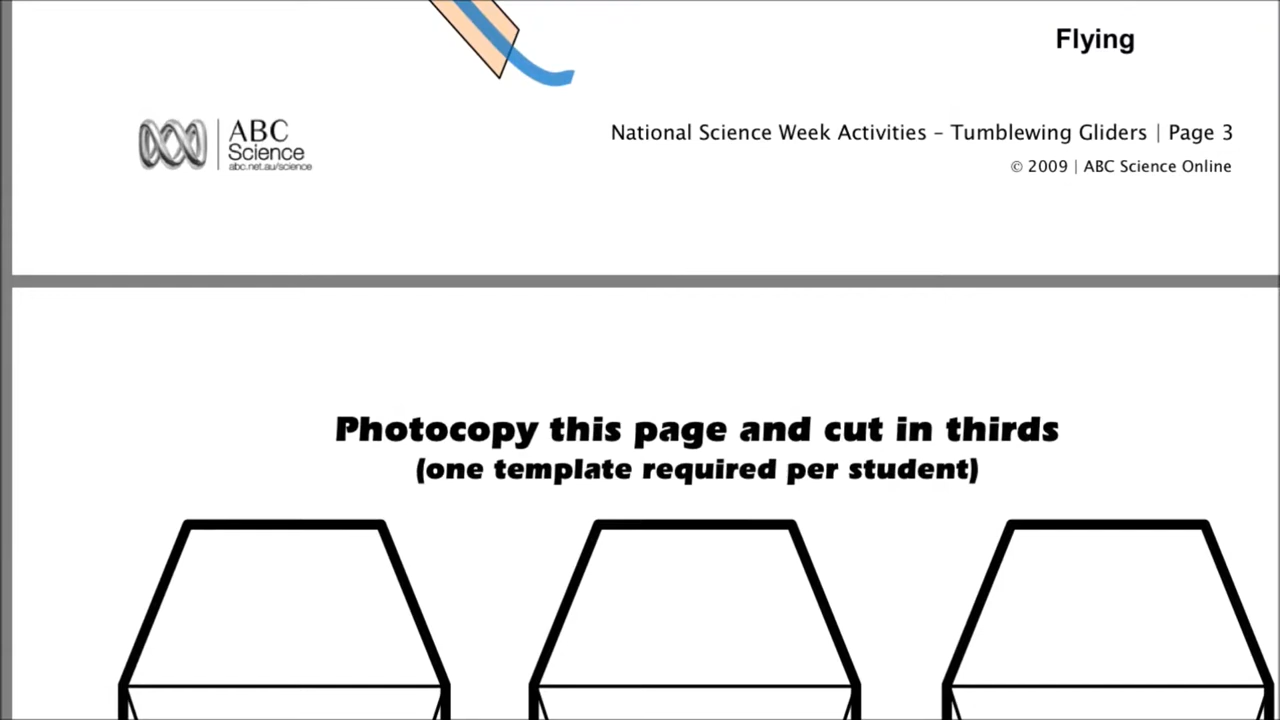 Flying
ABC
Science
abc.net.au/science
National Science Week Activities – Tumblewing Gliders | Page 3
© 2009 | ABC Science Online
Photocopy this page and cut in thirds
(one template required per student)